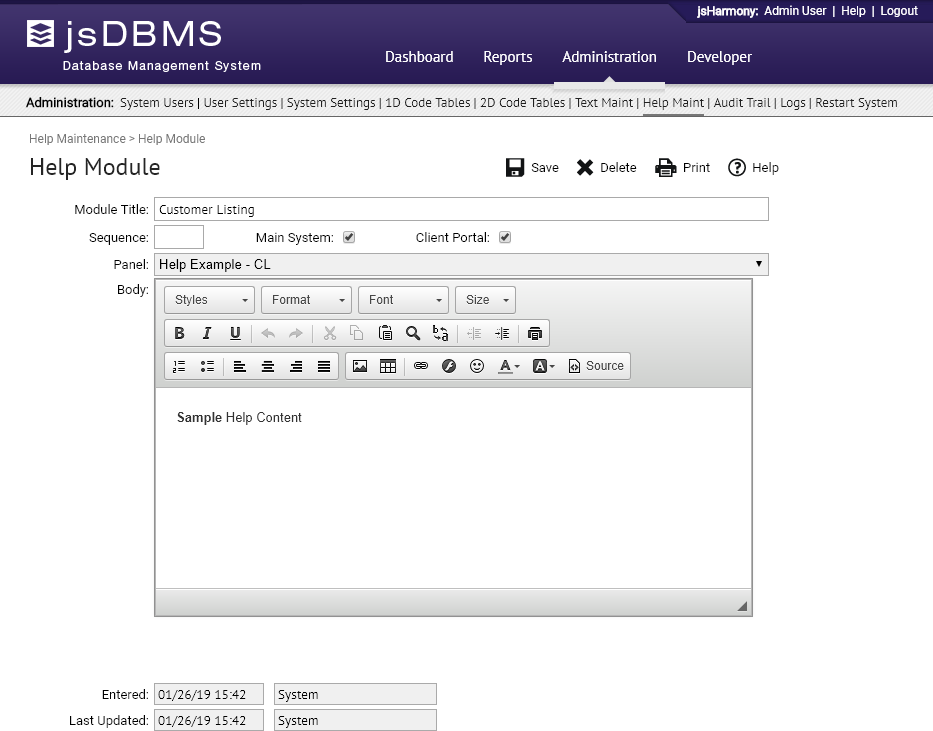 jsHarmony: Admin User | Help | Logout
jsDBMS
Database Management System
Dashboard Reports Administration Developer
Administration: System Users | User Settings | System Settings | 1D Code Tables | 2D Code Tables | Text Maint | Help Maint | Audit Trail | Logs | Restart System
Help Maintenance > Help Module
Help Module
Save Delete Print Help
Module Title: Customer Listing
Sequence: Main System: Client Portal:
Panel: Help Example - CL
Body:
Styles Format Font Size
B I U
Source
Sample Help Content
Entered: 01/26/19 15:42 System
Last Updated: 01/26/19 15:42 System